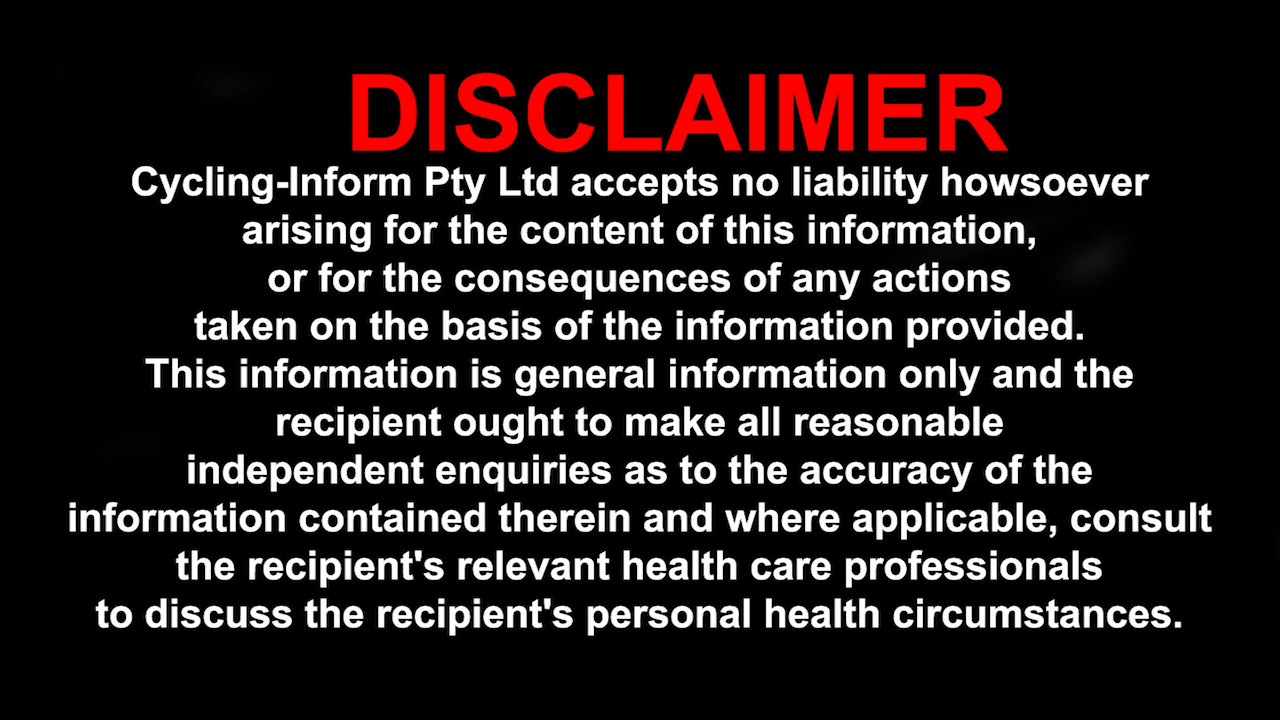 DISCLAIMER
Cycling-Inform Pty Ltd accepts no liability howsoever
arising for the content of this information,
or for the consequences of any actions
taken on the basis of the information provided.
This information is general information only and the
recipient ought to make all reasonable
independent enquiries as to the accuracy of the
information contained therein and where applicable, consult
the recipient's relevant health care professionals
to discuss the recipient's personal health circumstances.